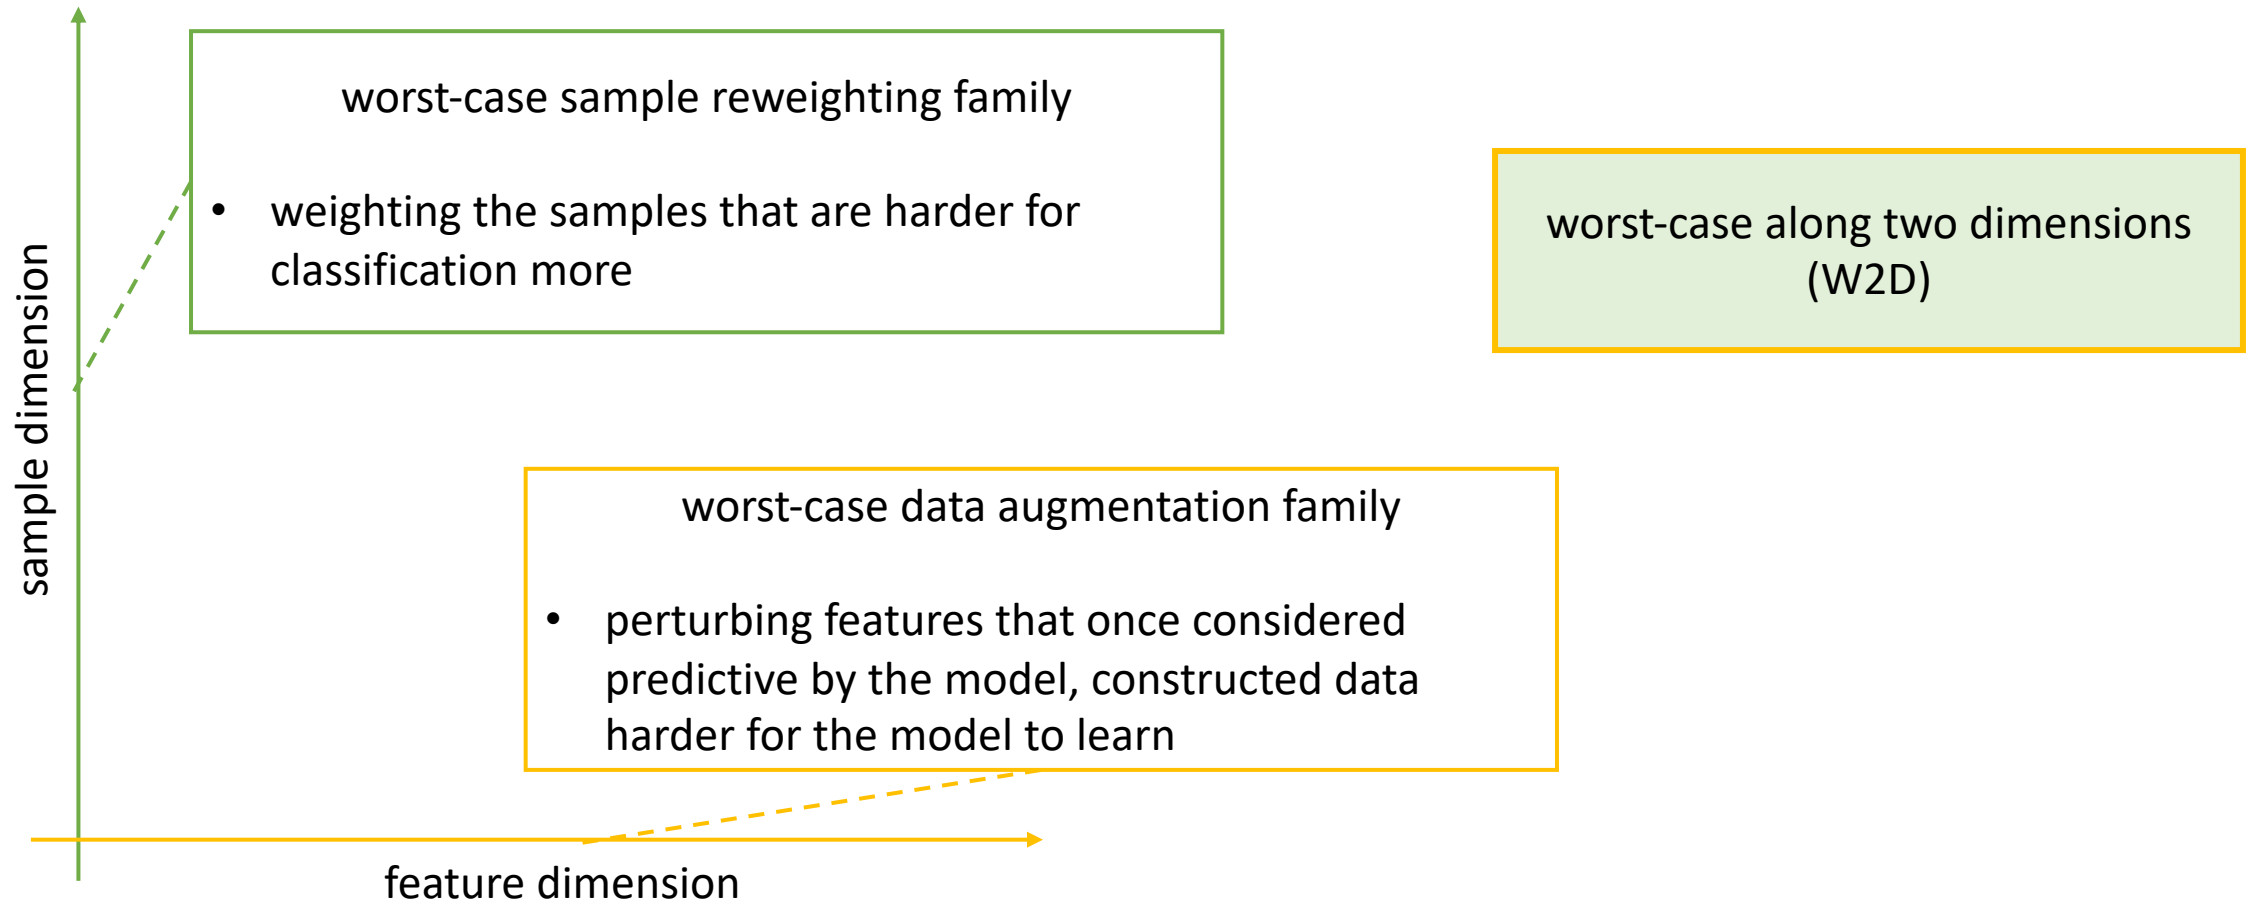 worst-case sample reweighting family
• weighting the samples that are harder for
classification more
worst-case along two dimensions
(W2D)
sample dimension
worst-case data augmentation family
• perturbing features that once considered
predictive by the model, constructed data
harder for the model to learn
feature dimension